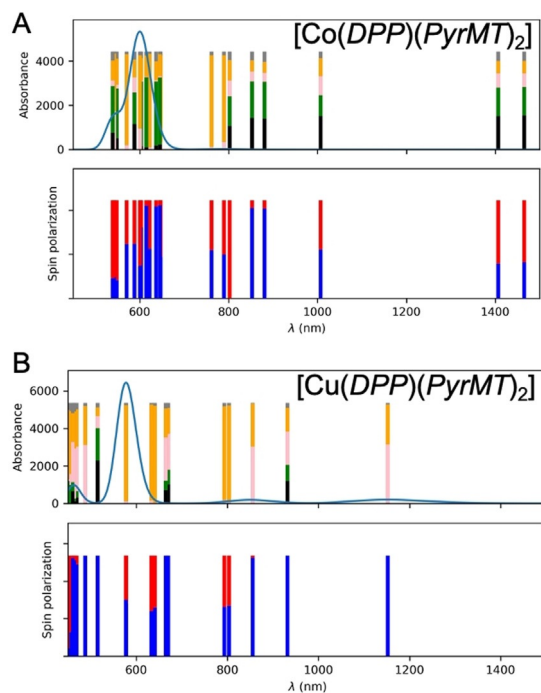 A
[Co(DPP)(PyrMT)2]
4000
2000
0
Absorbance
Spin polarization
600
800
1000
1200
1400
λ (nm)
B
[Cu(DPP)(PyrMT)2]
6000
4000
2000
0
Absorbance
Spin polarization
600
800
1000
1200
1400
λ (nm)